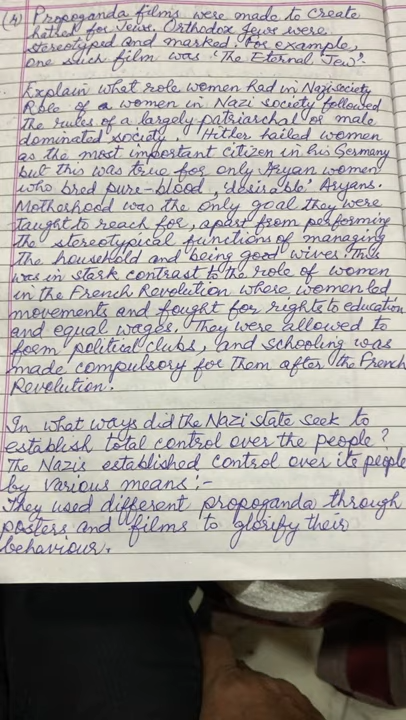 (4) Propoganda films were made to create
hatred for Jews. Orthodox Jews were
stereotyped and marked. For example,
one such film was 'The Eternal Jew'.
Explain what role women had in Nazi society
Role of a women in Nazi society followed
the rules of a largely patriarchal or male
dominated society. Hitler hailed women
as the most important citizen in his Germany
but this was true for only Aryan women
who bred pure-blood, 'desirable' Aryans.
Motherhood was the only goal they were
taught to reach for, apart from performing
the stereotypical functions of managing
the household and being good wives. This
was in stark contrast to the role of women
in the French Revolution where women led
movements and fought for rights to education
and equal wages. They were allowed to
form political clubs, and schooling was
made compulsory for them after the French
Revolution.
In what ways did the Nazi state seek to
establish total control over the people?
The Nazis established control over its people
by various means :-
They used different propoganda through
posters and films to glorify their
behaviour.